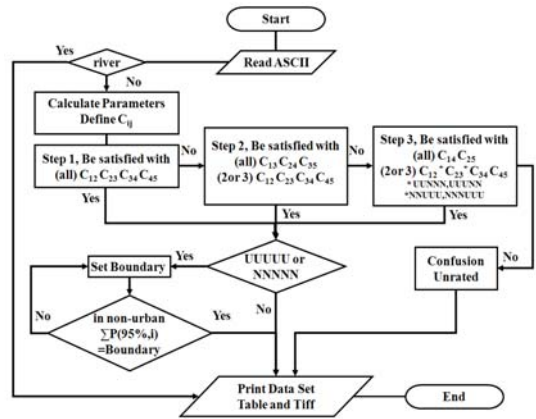 Start
Yes
river
Read ASCII
No
Calculate Parameters
Define Cij
Step 1, Be satisfied with
(all) C12 C23 C34 C45
No
Step 2, Be satisfied with
(all) C13 C24 C35
(2or 3) C12 C23 C34 C45
No
Step 3, Be satisfied with
(all) C14 C25
(2or 3) C12* C23* C34 C45
*UUNNN,UUUNN
*NNUUU,NNNUU
Yes
Yes
Yes
No
UUUUU or
NNNNN
Yes
Set Boundary
Confusion
Unrated
No
in non-urban
∑P(95%,i)
=Boundary
Yes
No
Print Data Set
Table and Tiff
End